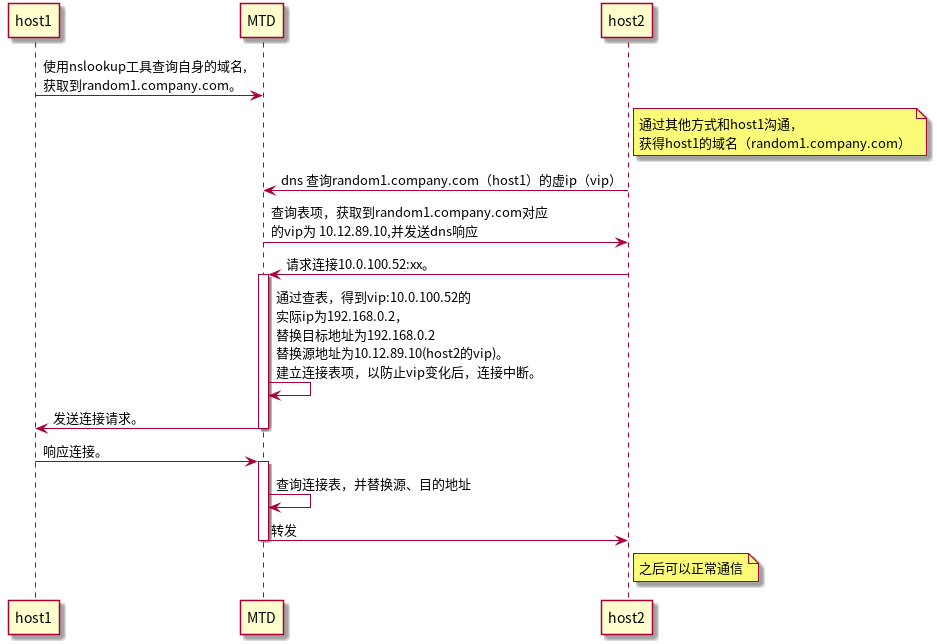 host1 MTD host2
使用nslookup工具查询自身的域名,
获取到random1.company.com。
通过其他方式和host1沟通，
获得host1的域名（random1.company.com）
dns 查询random1.company.com（host1）的虚ip（vip）
查询表项，获取到random1.company.com对应
的vip为 10.12.89.10,并发送dns响应
请求连接10.0.100.52:xx。
通过查表，得到vip:10.0.100.52的
实际ip为192.168.0.2，
替换目标地址为192.168.0.2
替换源地址为10.12.89.10(host2的vip)。
建立连接表项，以防止vip变化后，连接中断。
发送连接请求。
响应连接。
查询连接表，并替换源、目的地址
转发
之后可以正常通信
host1 MTD host2